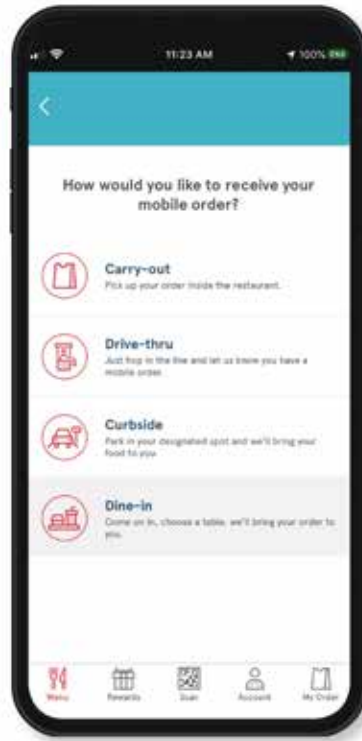 11:23 AM
100%
How would you like to receive your
mobile order?
Carry-out
Pick up your order inside the restaurant.
Drive-thru
Just hop in the line and let us know you have a
mobile order.
Curbside
Park in your designated spot and we'll bring your
food to you
Dine-in
Come on in, choose a table, we'll bring your order to
you.
Menu
Rewards
Scan
Account
My Order